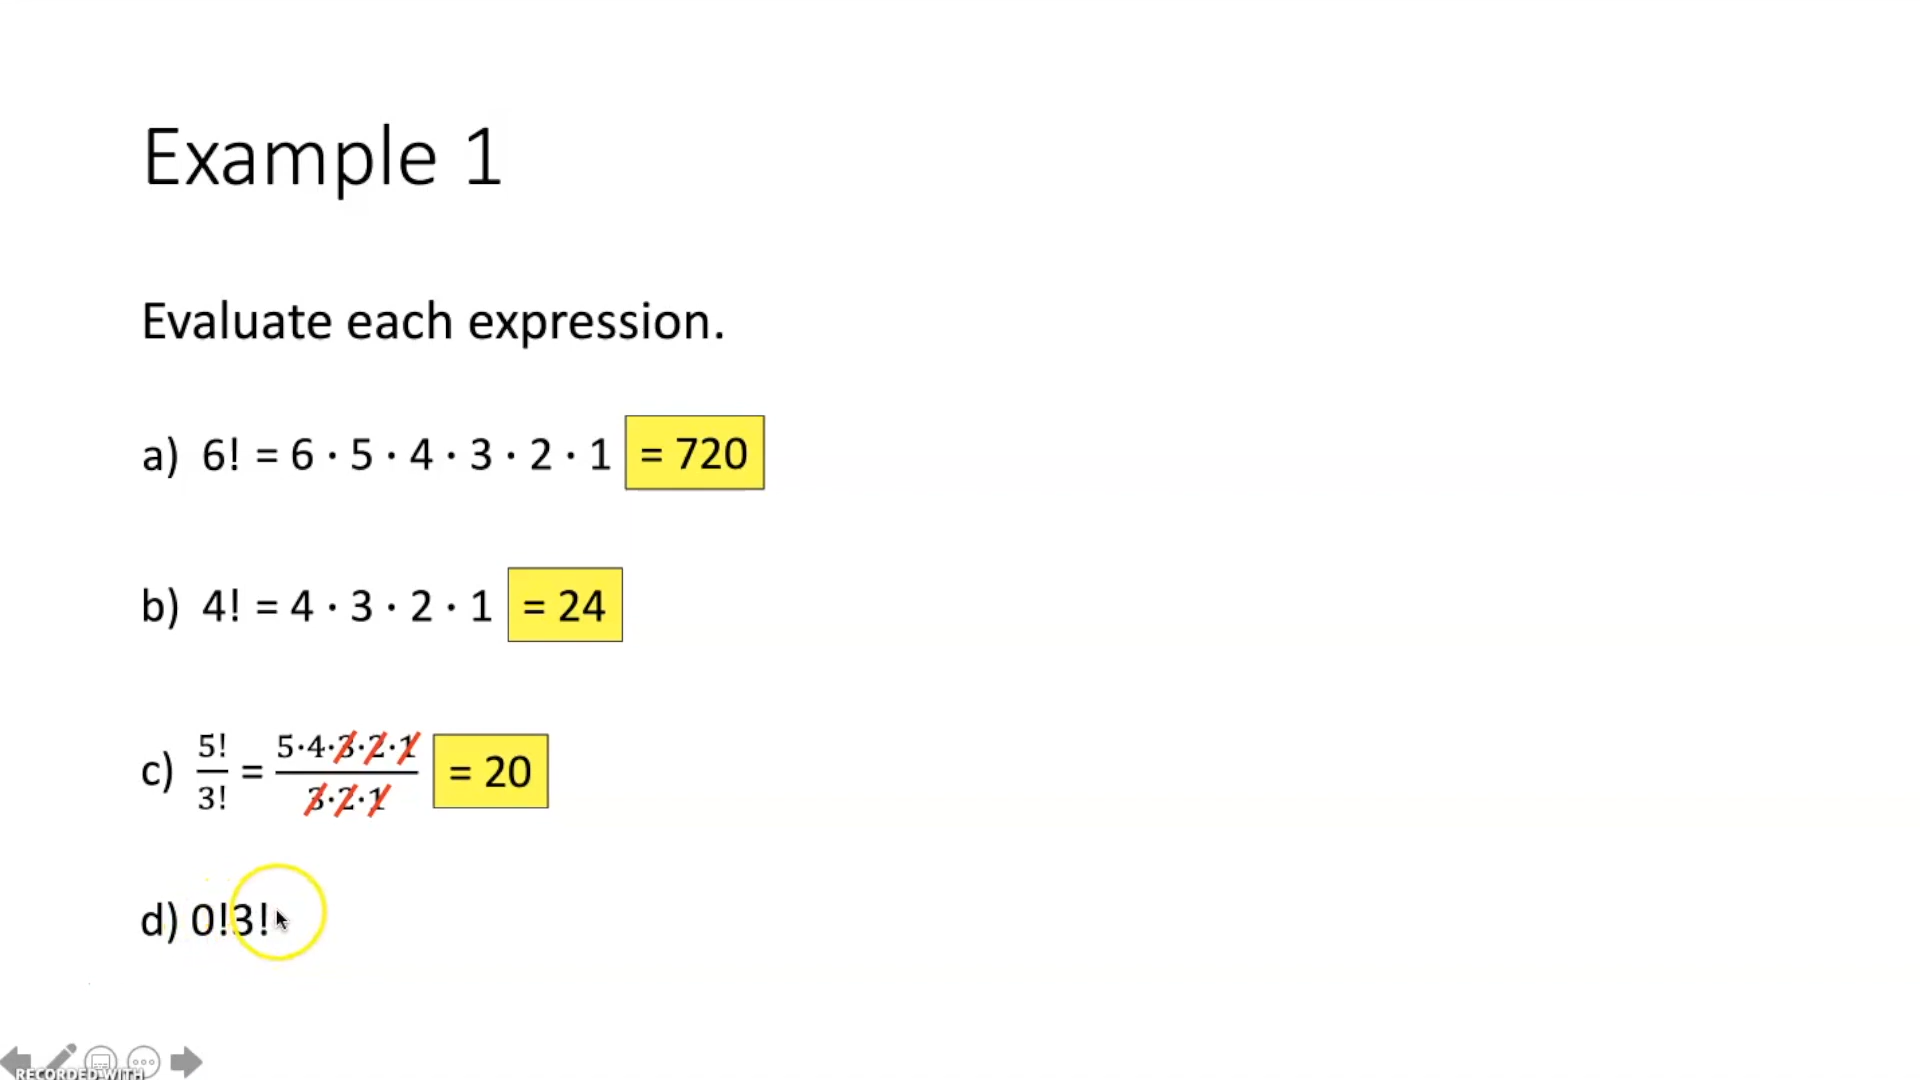 Example 1
Evaluate each expression.
a) 6! = 6 · 5 · 4 · 3 · 2 · 1 = 720
b) 4! = 4 · 3 · 2 · 1 = 24
c) 5!/3! = 5·4·3·2·1/3·2·1 = 20
d) 0!3!
RECORDED WITH